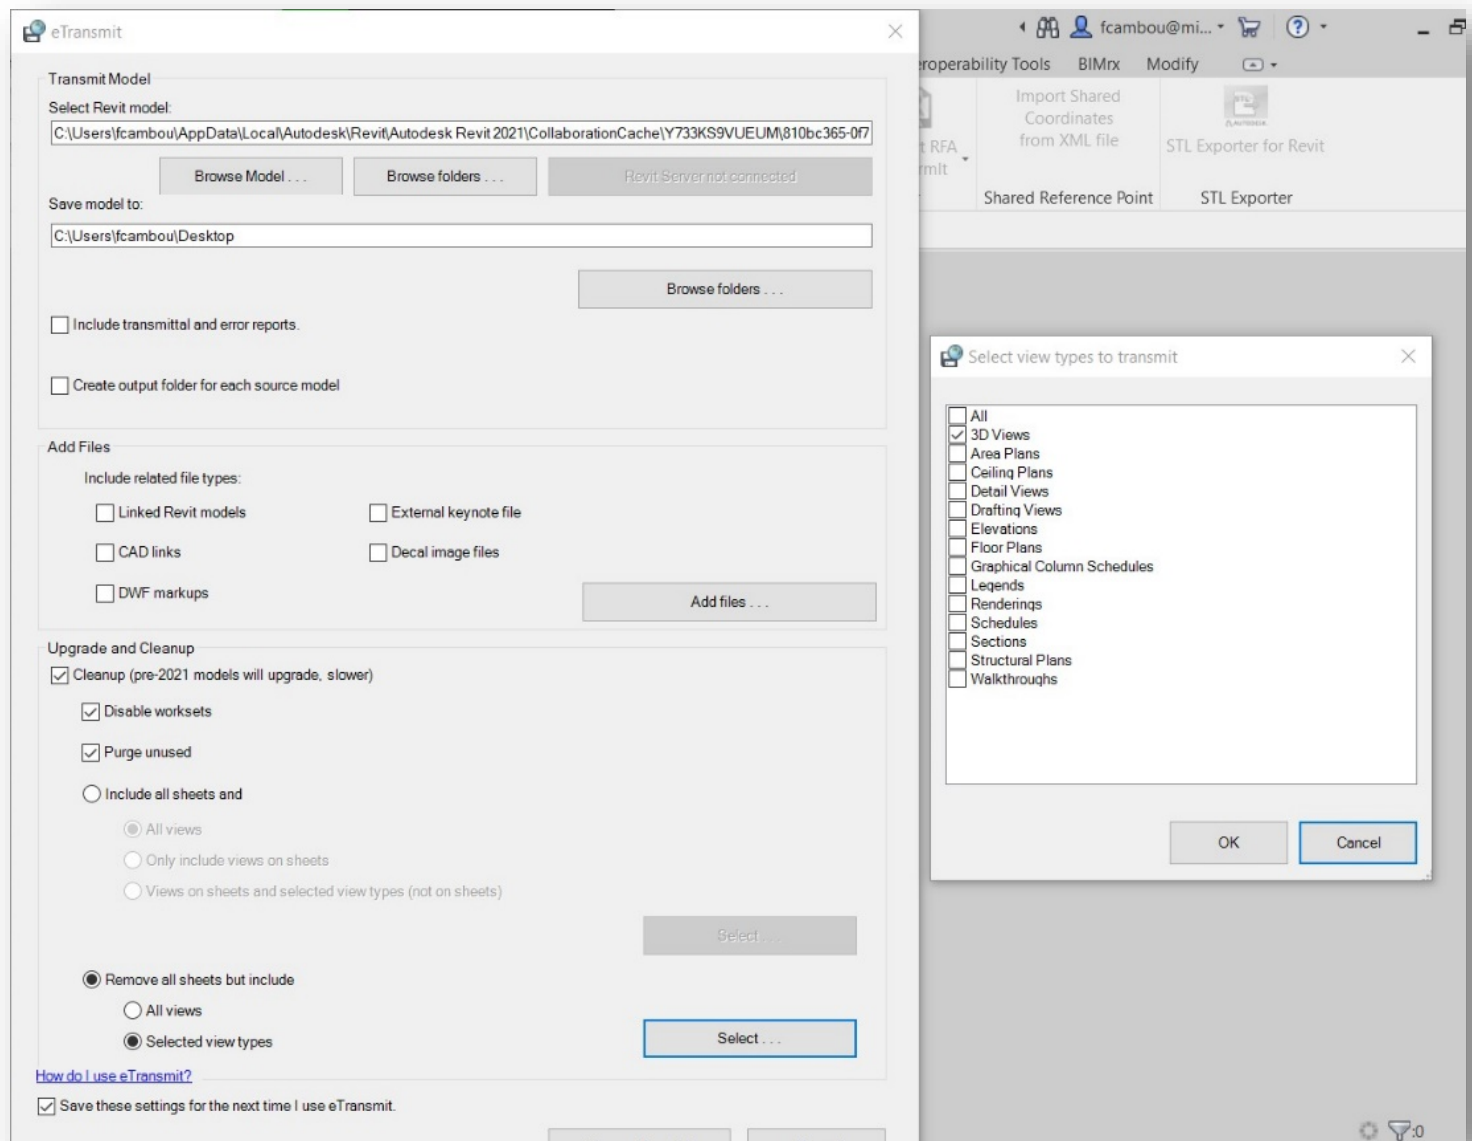 eTransmit
Transmit Model
Select Revit model:
C:\Users\fcambou\AppData\Local\Autodesk\Revit\Autodesk Revit 2021\CollaborationCache\Y733KS9VUEUM\810bc365-0f7
Browse Model . . .
Browse folders . . .
Revit Server not connected
Save model to:
C:\Users\fcambou\Desktop
Browse folders . . .
Include transmittal and error reports.
Create output folder for each source model
Add Files
Include related file types:
Linked Revit models
External keynote file
CAD links
Decal image files
DWF markups
Add files . . .
Upgrade and Cleanup
Cleanup (pre-2021 models will upgrade, slower)
Disable worksets
Purge unused
Include all sheets and
All views
Only include views on sheets
Views on sheets and selected view types (not on sheets)
Select . . .
Remove all sheets but include
All views
Selected view types
Select . . .
How do I use eTransmit?
Save these settings for the next time I use eTransmit.
fcambou@mi...
eroperability Tools
BIMrx
Modify
t RFA
rmIt
Import Shared
Coordinates
from XML file
STL Exporter for Revit
Shared Reference Point
STL Exporter
Select view types to transmit
All
3D Views
Area Plans
Ceiling Plans
Detail Views
Drafting Views
Elevations
Floor Plans
Graphical Column Schedules
Legends
Renderings
Schedules
Sections
Structural Plans
Walkthroughs
OK
Cancel
:0